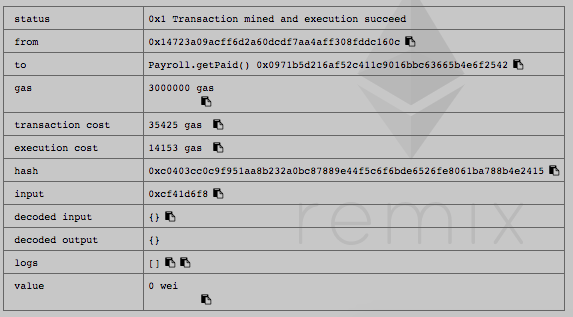 status 0x1 Transaction mined and execution succeed
from 0x14723a09acff6d2a60dcdf7aa4aff308fddc160c
to Payroll.getPaid() 0x0971b5d216af52c411c9016bbc63665b4e6f2542
gas 3000000 gas
transaction cost 35425 gas
execution cost 14153 gas
hash 0xc0403cc0c9f951aa8b232a0bc87889e44f5c6f6bde6526fe8061ba788b4e2415
input 0xcf41d6f8
decoded input {}
decoded output {}
logs []
value 0 wei
remix